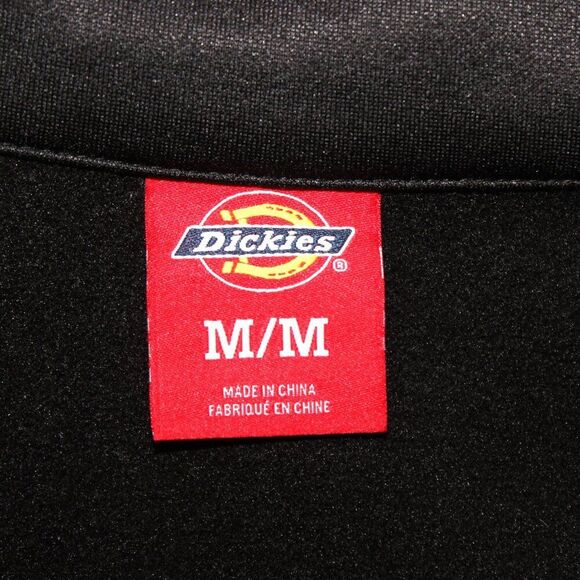 Dickies
®
M/M
MADE IN CHINA
FABRIQUÉ EN CHINE